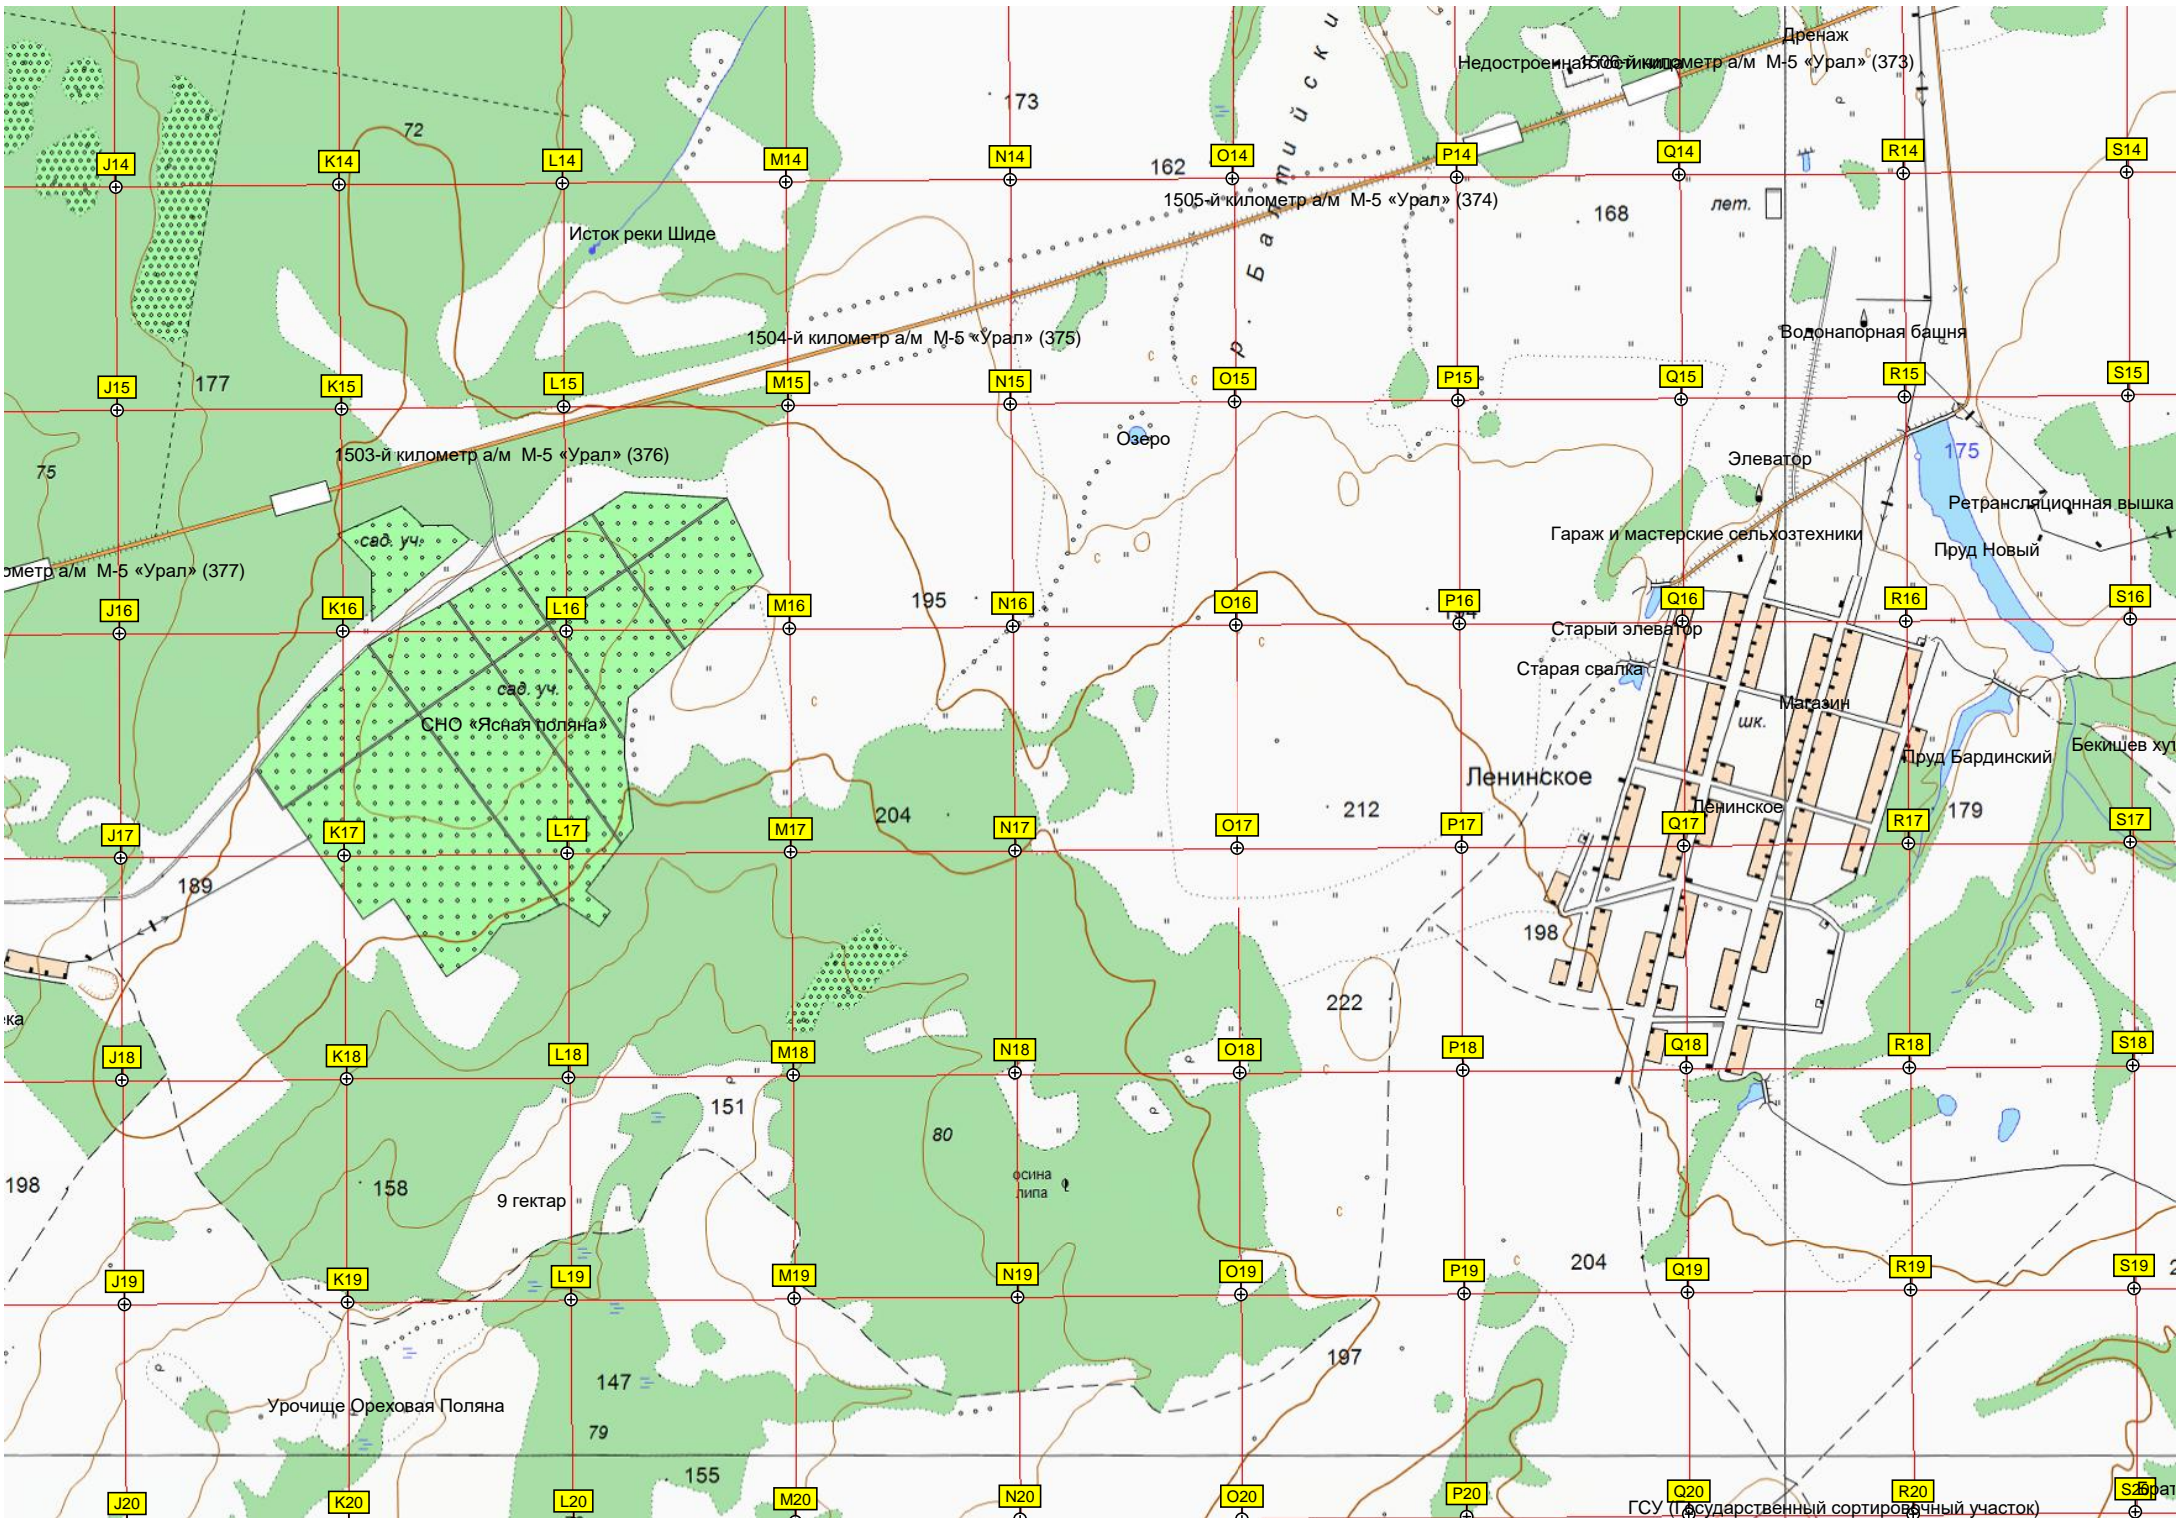 Дренаж
Недостроенная гостиница
1506-й километр а/м М-5 «Урал» (373)
173
72
J14
K14
L14
M14
N14
162
O14
P14
Q14
R14
S14
1505-й километр а/м М-5 «Урал» (374)
168
лет.
Исток реки Шиде
р. Балтийски
1504-й километр а/м М-5 «Урал» (375)
Водонапорная башня
с
177
J15
K15
L15
M15
N15
с
O15
P15
Q15
R15
S15
Озеро
175
1503-й километр а/м М-5 «Урал» (376)
Элеватор
75
Ретрансляционная вышка
сад. уч.
Гараж и мастерские сельхозтехники
Пруд Новый
с
ометр а/м М-5 «Урал» (377)
J16
K16
L16
M16
195
N16
O16
P16
Q16
R16
S16
Старый элеватор
с
Старая свалка
сад. уч.
с
Магазин
СНО «Ясная поляна»
шк.
Бекишев хут
Пруд Бардинский
Ленинское
Ленинское
204
212
179
J17
K17
L17
M17
N17
O17
P17
Q17
R17
S17
189
198
222
ека
J18
K18
L18
M18
N18
O18
P18
Q18
R18
S18
с
151
80
осина
липа
198
158
9 гектар
с
204
с
J19
K19
L19
M19
N19
O19
P19
Q19
R19
S19
2
197
147
Урочище Ореховая Поляна
79
155
J20
K20
L20
M20
N20
O20
P20
Q20
R20
S20
Брат
ГСУ (Государственный сортировочный участок)